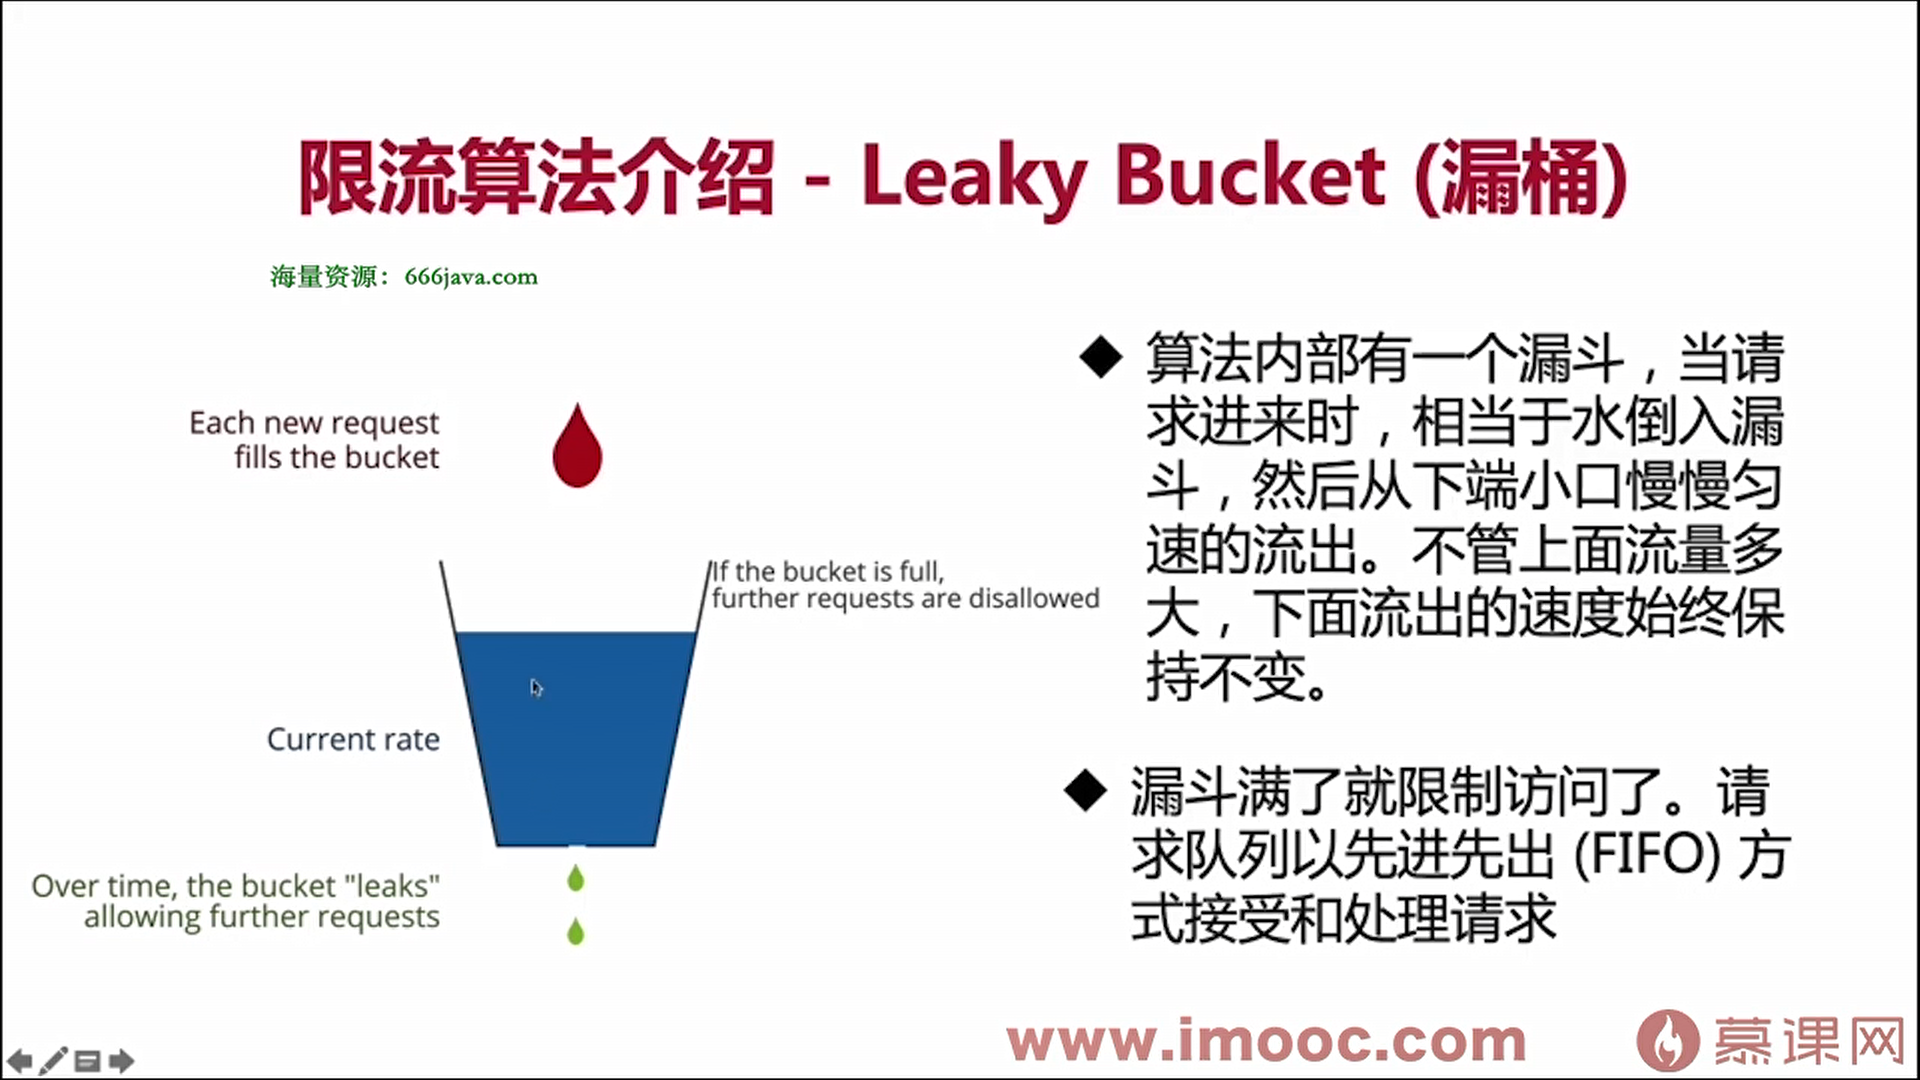 限流算法介绍 - Leaky Bucket (漏桶)
海量资源：666java.com
Each new request
fills the bucket
If the bucket is full,
further requests are disallowed
Current rate
Over time, the bucket "leaks"
allowing further requests
◆ 算法内部有一个漏斗，当请
求进来时，相当于水倒入漏
斗，然后从下端小口慢慢匀
速的流出。不管上面流量多
大，下面流出的速度始终保
持不变。
◆ 漏斗满了就限制访问了。请
求队列以先进先出 (FIFO) 方
式接受和处理请求
www.imooc.com
慕课网